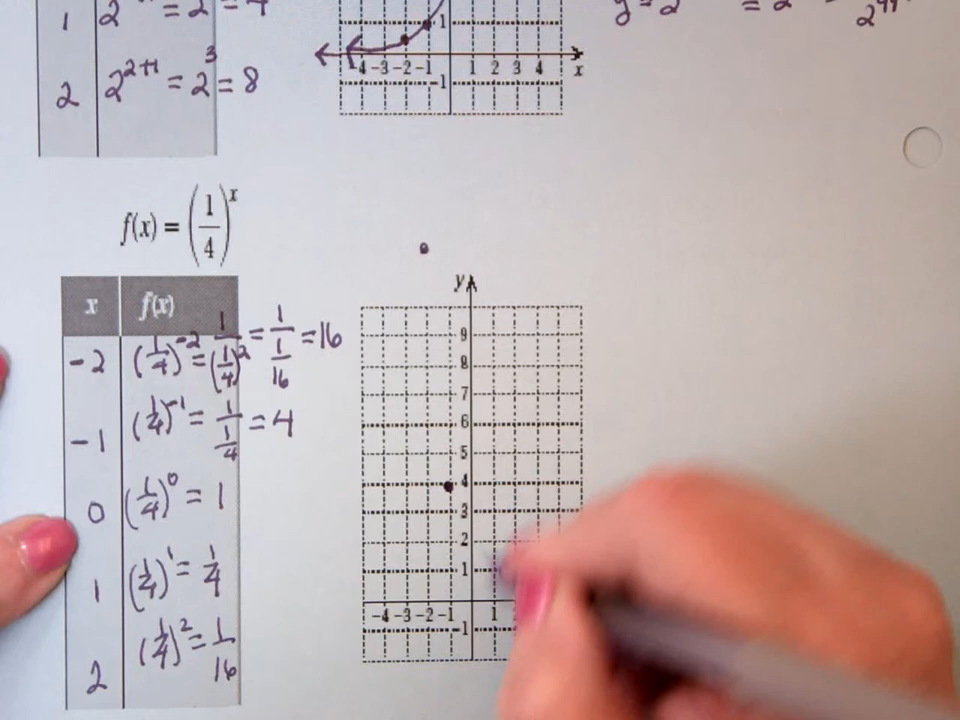 1 2 = 2 = 4
2 2^{2+1} = 2^3 = 8
1
-4 -3 -2 -1 1 2 3 4 x
-1
f(x) = (1/4)^x
x f(x)
-2 (1/4)^{-2} = 1/(1/4)^2 = 1/(1/16) = 16
-1 (1/4)^{-1} = 1/(1/4) = 4
0 (1/4)^0 = 1
1 (1/4)^1 = 1/4
2 (1/4)^2 = 1/16
y
9
8
7
6
5
4
3
2
1
-4 -3 -2 -1 1
-1